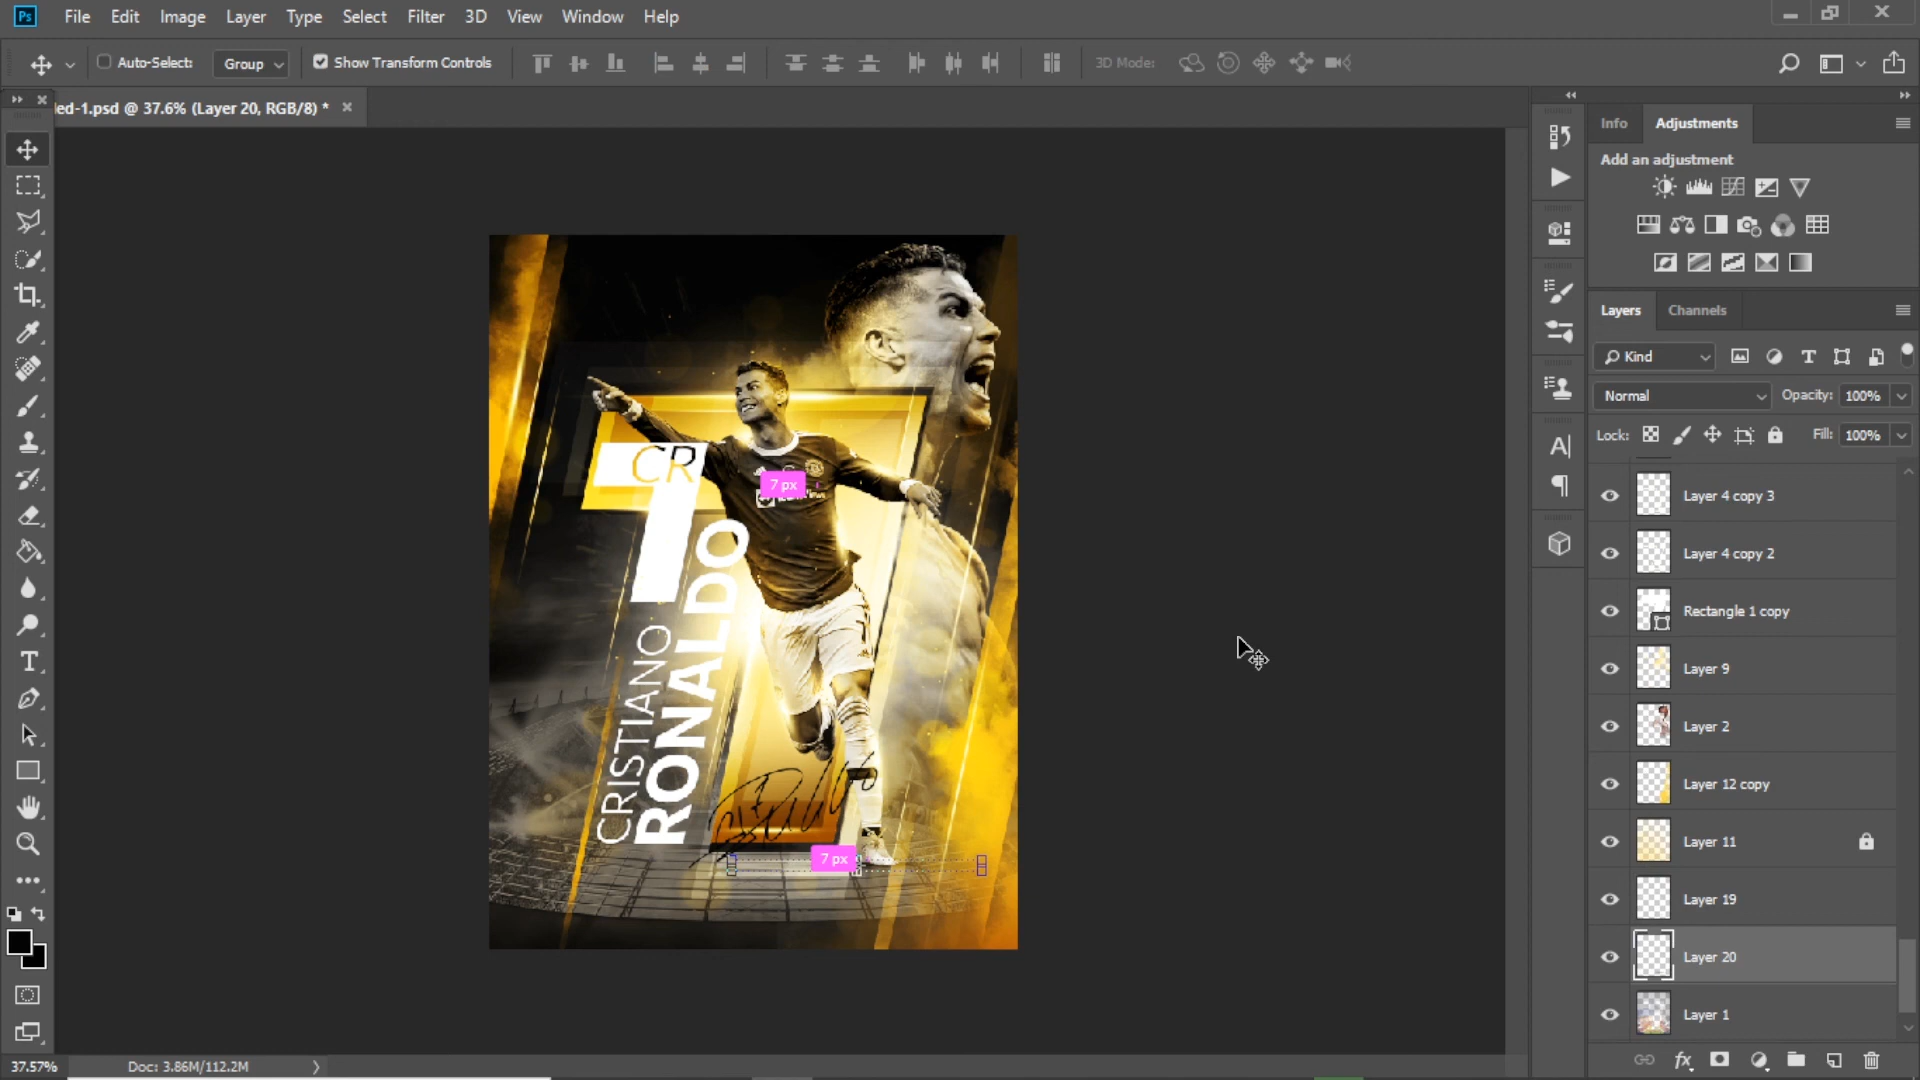 Ps File Edit Image Layer Type Select Filter 3D View Window Help
Auto-Select: Group Show Transform Controls 3D Mode:
led-1.psd @ 37.6% (Layer 20, RGB/8) *
Info Adjustments
Add an adjustment
Layers Channels
Kind
Normal Opacity: 100%
Lock: Fill: 100%
Layer 4 copy 3
Layer 4 copy 2
Rectangle 1 copy
Layer 9
Layer 2
Layer 12 copy
Layer 11
Layer 19
Layer 20
Layer 1
CR
7
7 px
CRISTIANO
RONALDO
7 px
37.57% Doc: 3.86M/112.2M